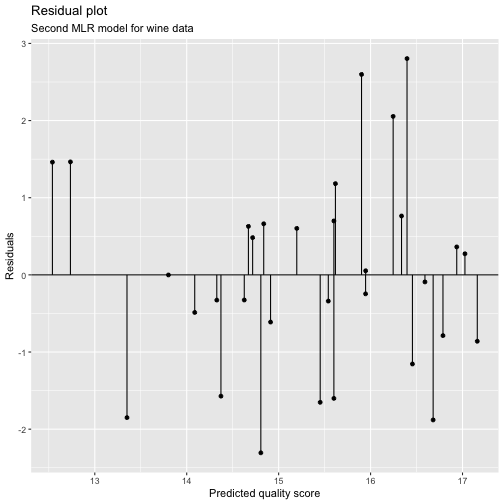 Residual plot
Second MLR model for wine data
3
2
1
0
-1
-2
Residuals
13 14 15 16 17
Predicted quality score